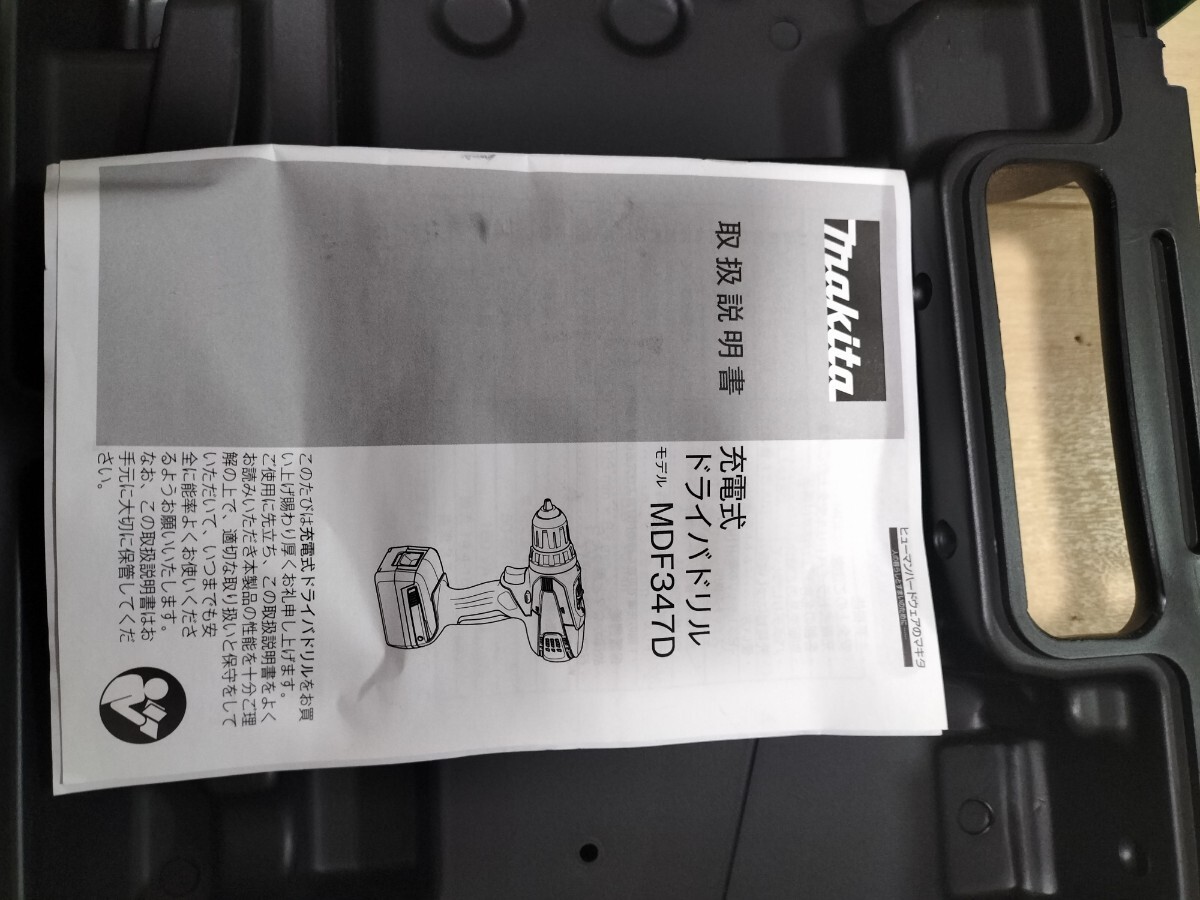 makita
取扱説明書
ヒューマンハードウェアのマキタ
充電式
ドライバドリル
モデル MDF347D
このたびは充電式ドライバドリルをお買
い上げ賜わり厚くお礼申し上げます。
ご使用に先立ち、この取扱説明書をよく
お読みいただき本製品の性能を十分ご理
解の上で、適切な取り扱いと保守をして
いただいて、いつまでも安
全に能率よくお使いくださ
るようお願いいたします。
なお、この取扱説明書はお
手元に大切に保管してくだ
さい。